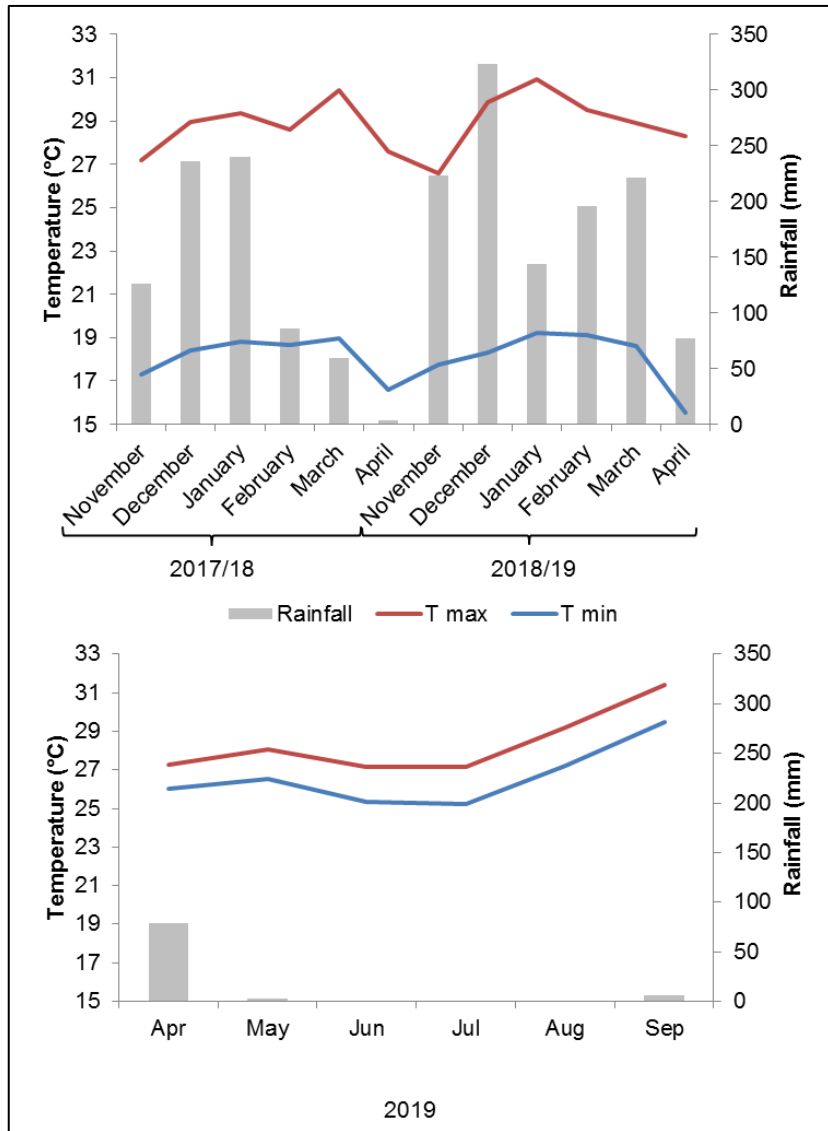 33
31
29
27
25
23
21
19
17
15
Temperature (°C)
350
300
250
200
150
100
50
0
Rainfall (mm)
November
December
January
February
March
April
November
December
January
February
March
April
2017/18 2018/19
Rainfall T max T min
33
31
29
27
25
23
21
19
17
15
Temperature (°C)
350
300
250
200
150
100
50
0
Rainfall (mm)
Apr May Jun Jul Aug Sep
2019